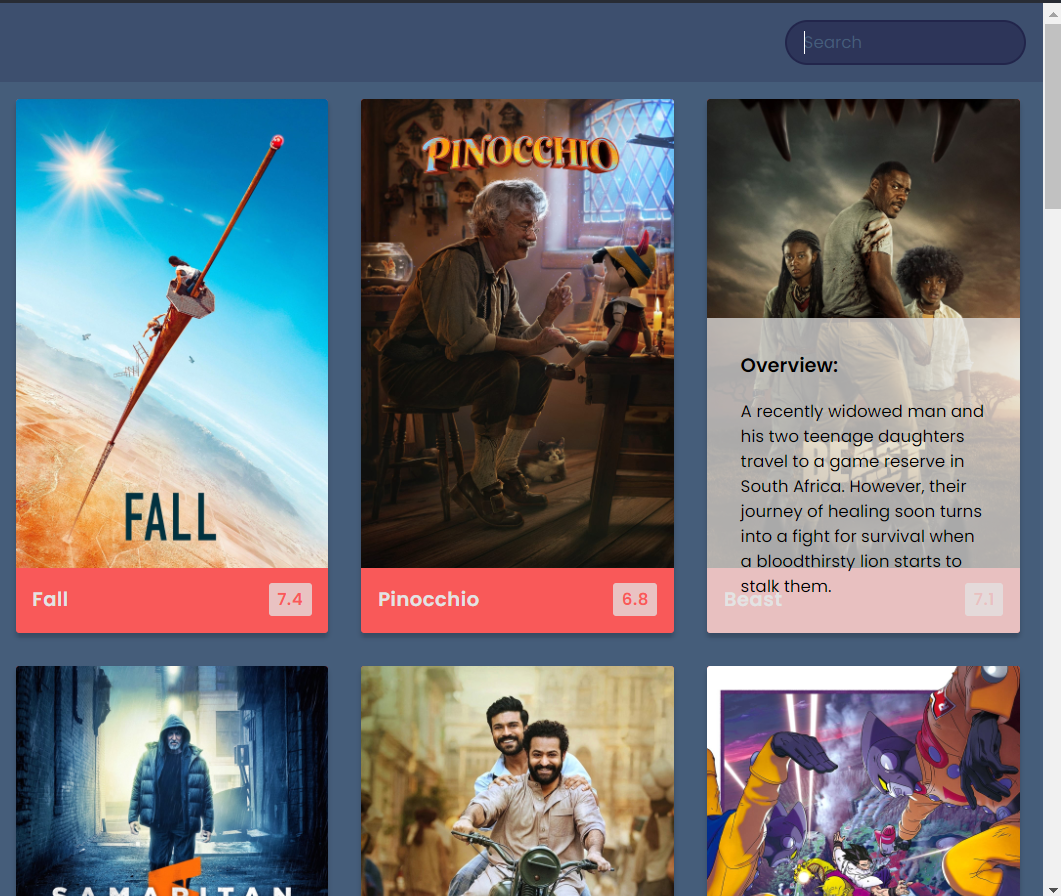 Search
PINOCCHIO
FALL
Overview:
A recently widowed man and
his two teenage daughters
travel to a game reserve in
South Africa. However, their
journey of healing soon turns
into a fight for survival when
a bloodthirsty lion starts to
stalk them.
BEAST
Fall 7.4
Pinocchio 6.8
Beast 7.1
SAMARITAN